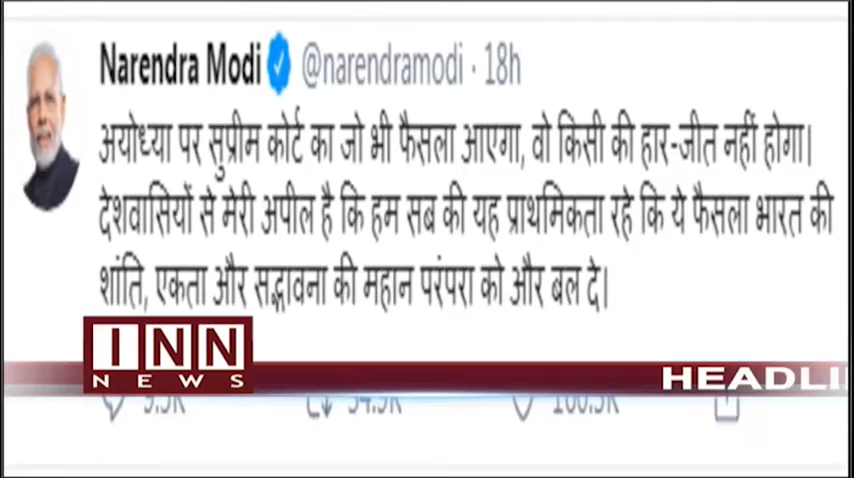 Narendra Modi @narendramodi · 18h
अयोध्या पर सुप्रीम कोर्ट का जो भी फैसला आएगा, वो किसी की हार-जीत नहीं होगा।
देशवासियों से मेरी अपील है कि हम सब की यह प्राथमिकता रहे कि ये फैसला भारत की
शांति, एकता और सद्भावना की महान परंपरा को और बल दे।
INN
NEWS
HEADLI